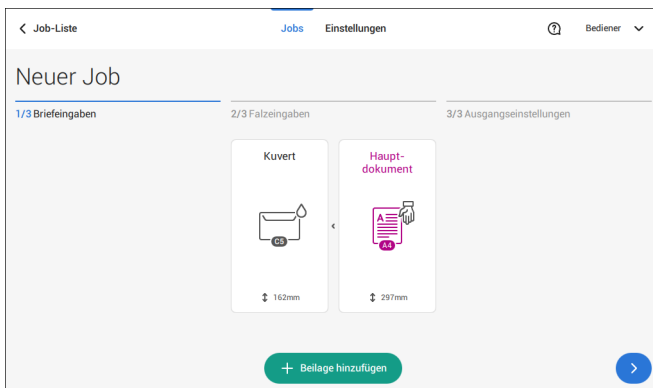 Job-Liste
Jobs
Einstellungen
Bediener
Neuer Job
1/3 Briefeingaben
2/3 Falzeingaben
3/3 Ausgangseinstellungen
Kuvert
C5
162mm
Haupt-
dokument
A
A4
297mm
+ Beilage hinzufügen